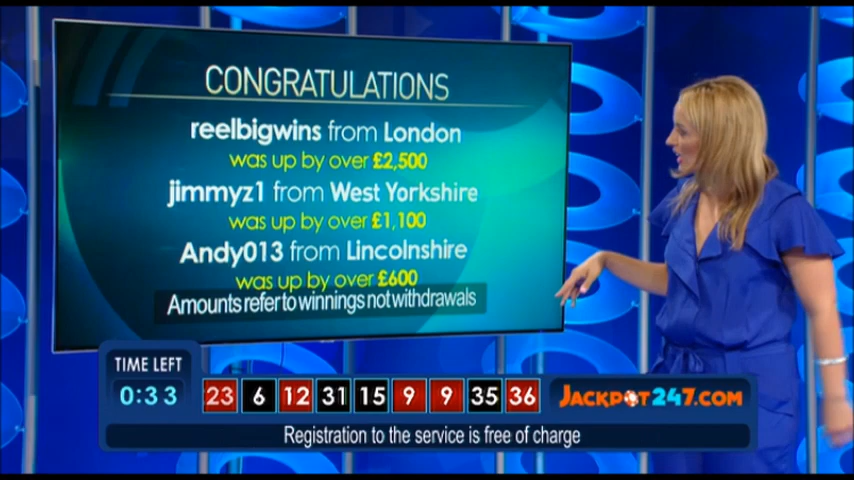 CONGRATULATIONS
reelbigwins from London
was up by over £2,500
jimmyz1 from West Yorkshire
was up by over £1,100
Andy013 from Lincolnshire
was up by over £600
Amounts refer to winnings not withdrawals
TIME LEFT
0:33
23 6 12 31 15 9 9 35 36
JACKPOT247.COM
Registration to the service is free of charge